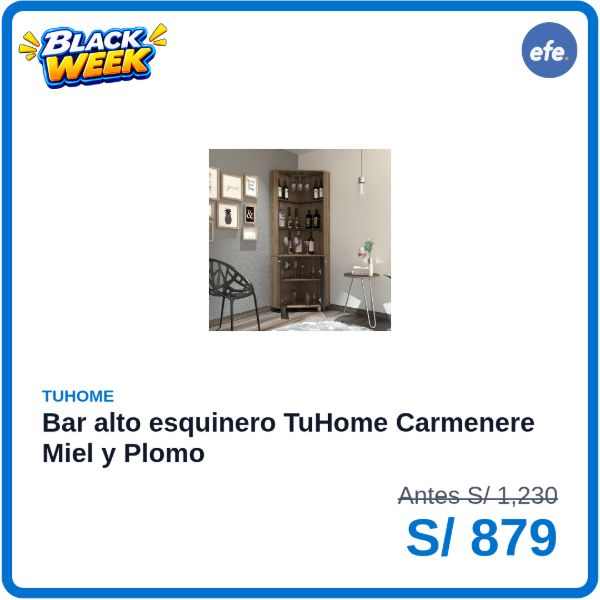 BLACK
WEEK
efe.
&
TUHOME
Bar alto esquinero TuHome Carmenere
Miel y Plomo
Antes S/ 1,230
S/ 879